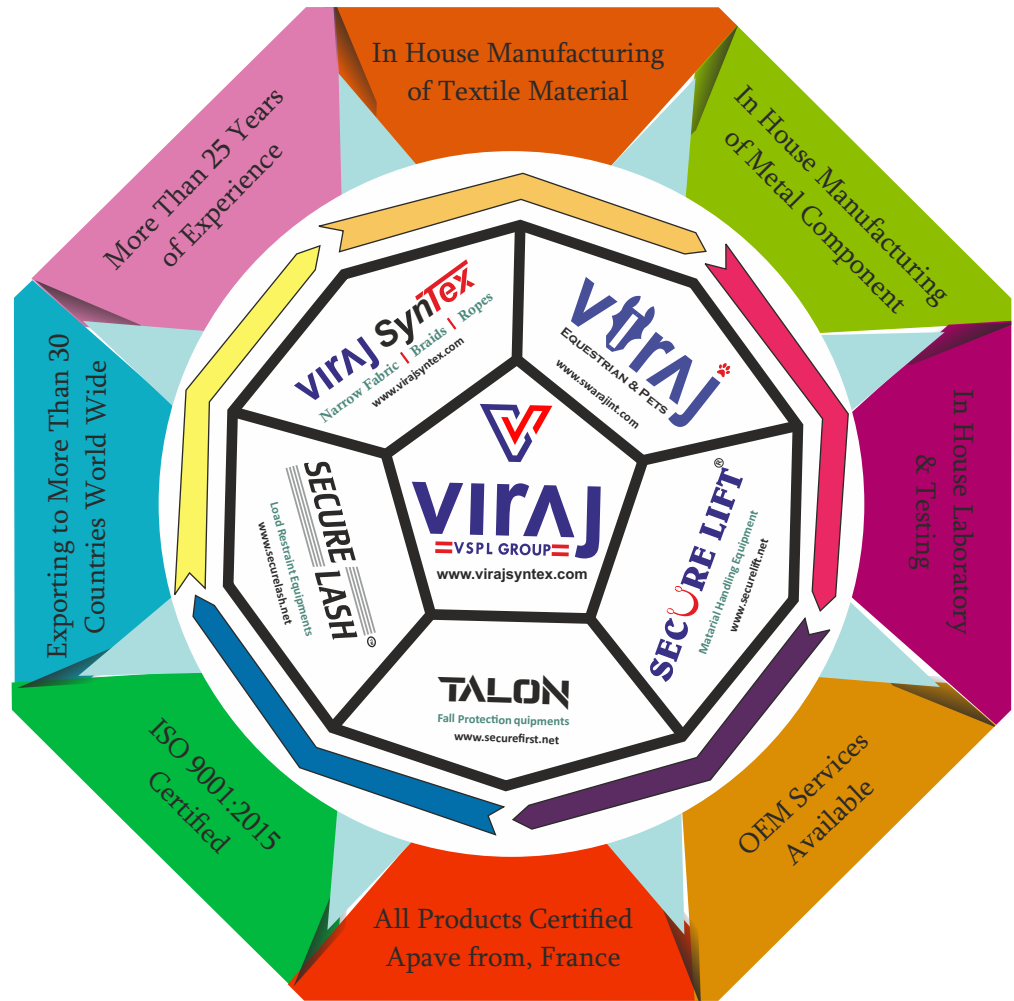 In House Manufacturing
of Textile Material
In House Manufacturing
of Metal Component
In House Laboratory
& Testing
OEM Services
Available
All Products Certified
Apave from, France
ISO 9001:2015
Certified
Exporting to More Than 30
Countries World Wide
More Than 25 Years
of Experience
VIRAJ SynTex
Narrow Fabric | Braids | Ropes
www.virajsyntex.com
VIRAJ
EQUESTRIAN & PETS
www.swarajint.com
SECURE LIFT®
Matarial Handling Equipment
www.securelift.net
TALON
Fall Protection quipments
www.securefirst.net
SECURE LASH
Load Restraint Equipments
www.securelash.net
VIRAJ
VSPL GROUP
www.virajsyntex.com